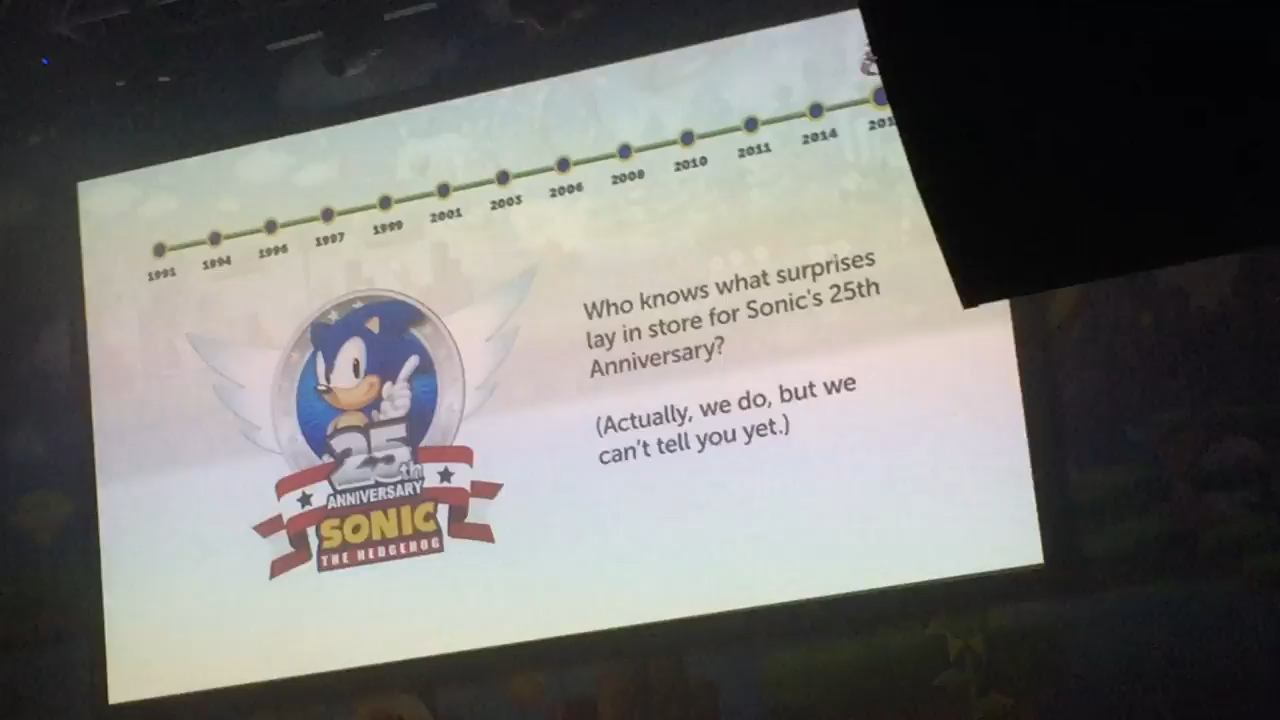 1991 1994 1996 1997 1999 2001 2003 2006 2008 2010 2011 2014
Who knows what surprises
lay in store for Sonic's 25th
Anniversary?
(Actually, we do, but we
can't tell you yet.)
25th
ANNIVERSARY
SONIC
THE HEDGEHOG